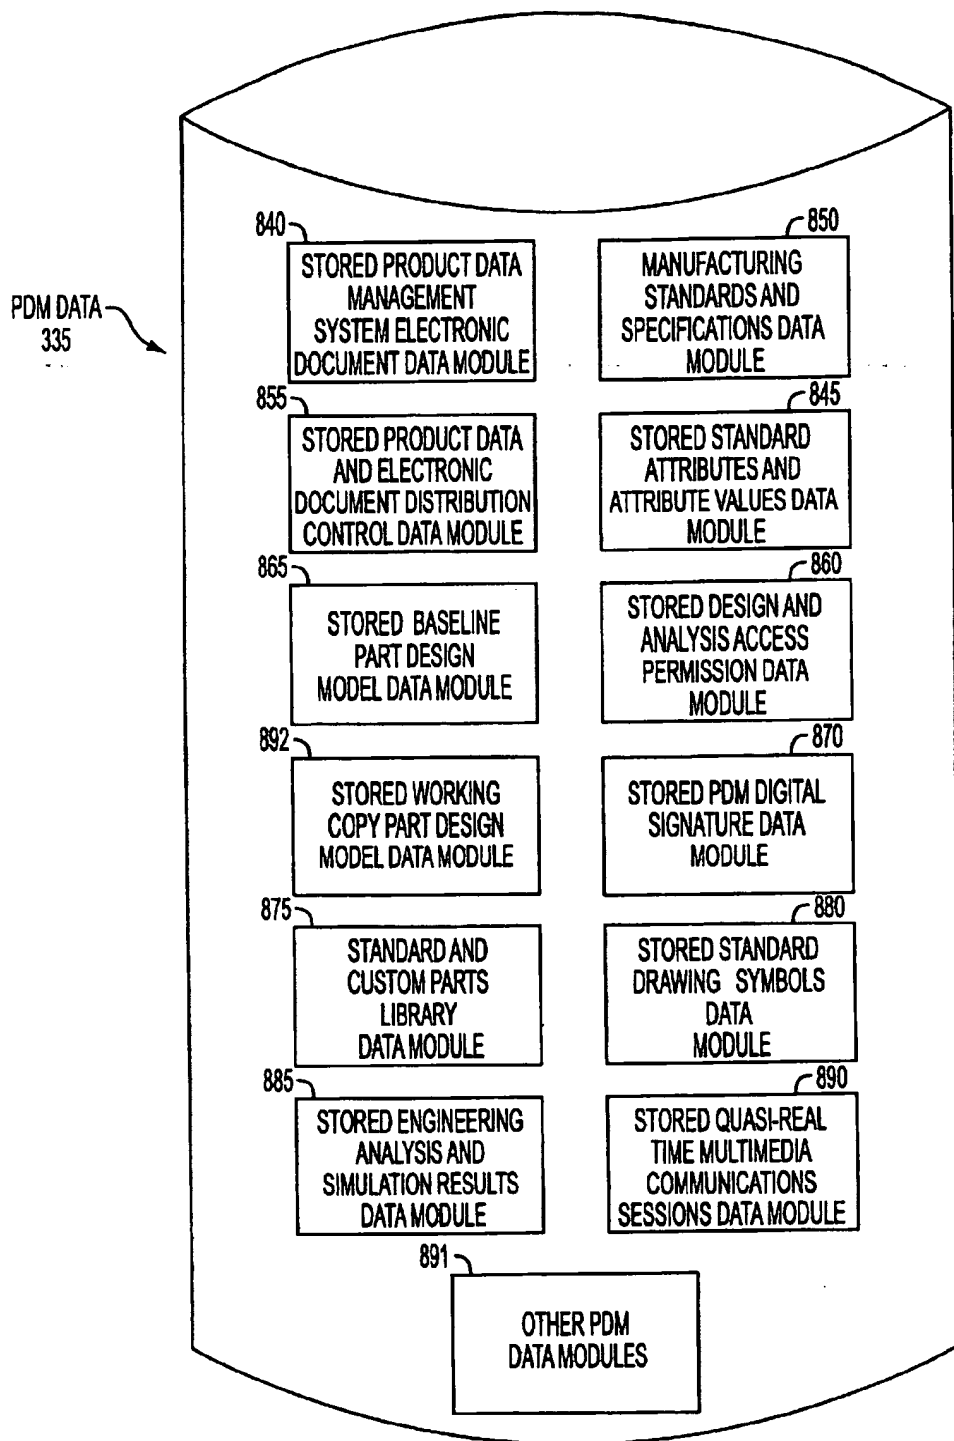 PDM DATA
335
840
STORED PRODUCT DATA
MANAGEMENT
SYSTEM ELECTRONIC
DOCUMENT DATA MODULE
850
MANUFACTURING
STANDARDS AND
SPECIFICATIONS DATA
MODULE
855
STORED PRODUCT DATA
AND ELECTRONIC
DOCUMENT DISTRIBUTION
CONTROL DATA MODULE
845
STORED STANDARD
ATTRIBUTES AND
ATTRIBUTE VALUES DATA
MODULE
865
STORED BASELINE
PART DESIGN
MODEL DATA MODULE
860
STORED DESIGN AND
ANALYSIS ACCESS
PERMISSION DATA
MODULE
892
STORED WORKING
COPY PART DESIGN
MODEL DATA MODULE
870
STORED PDM DIGITAL
SIGNATURE DATA
MODULE
875
STANDARD AND
CUSTOM PARTS
LIBRARY
DATA MODULE
880
STORED STANDARD
DRAWING SYMBOLS
DATA
MODULE
885
STORED ENGINEERING
ANALYSIS AND
SIMULATION RESULTS
DATA MODULE
890
STORED QUASI-REAL
TIME MULTIMEDIA
COMMUNICATIONS
SESSIONS DATA MODULE
891
OTHER PDM
DATA MODULES